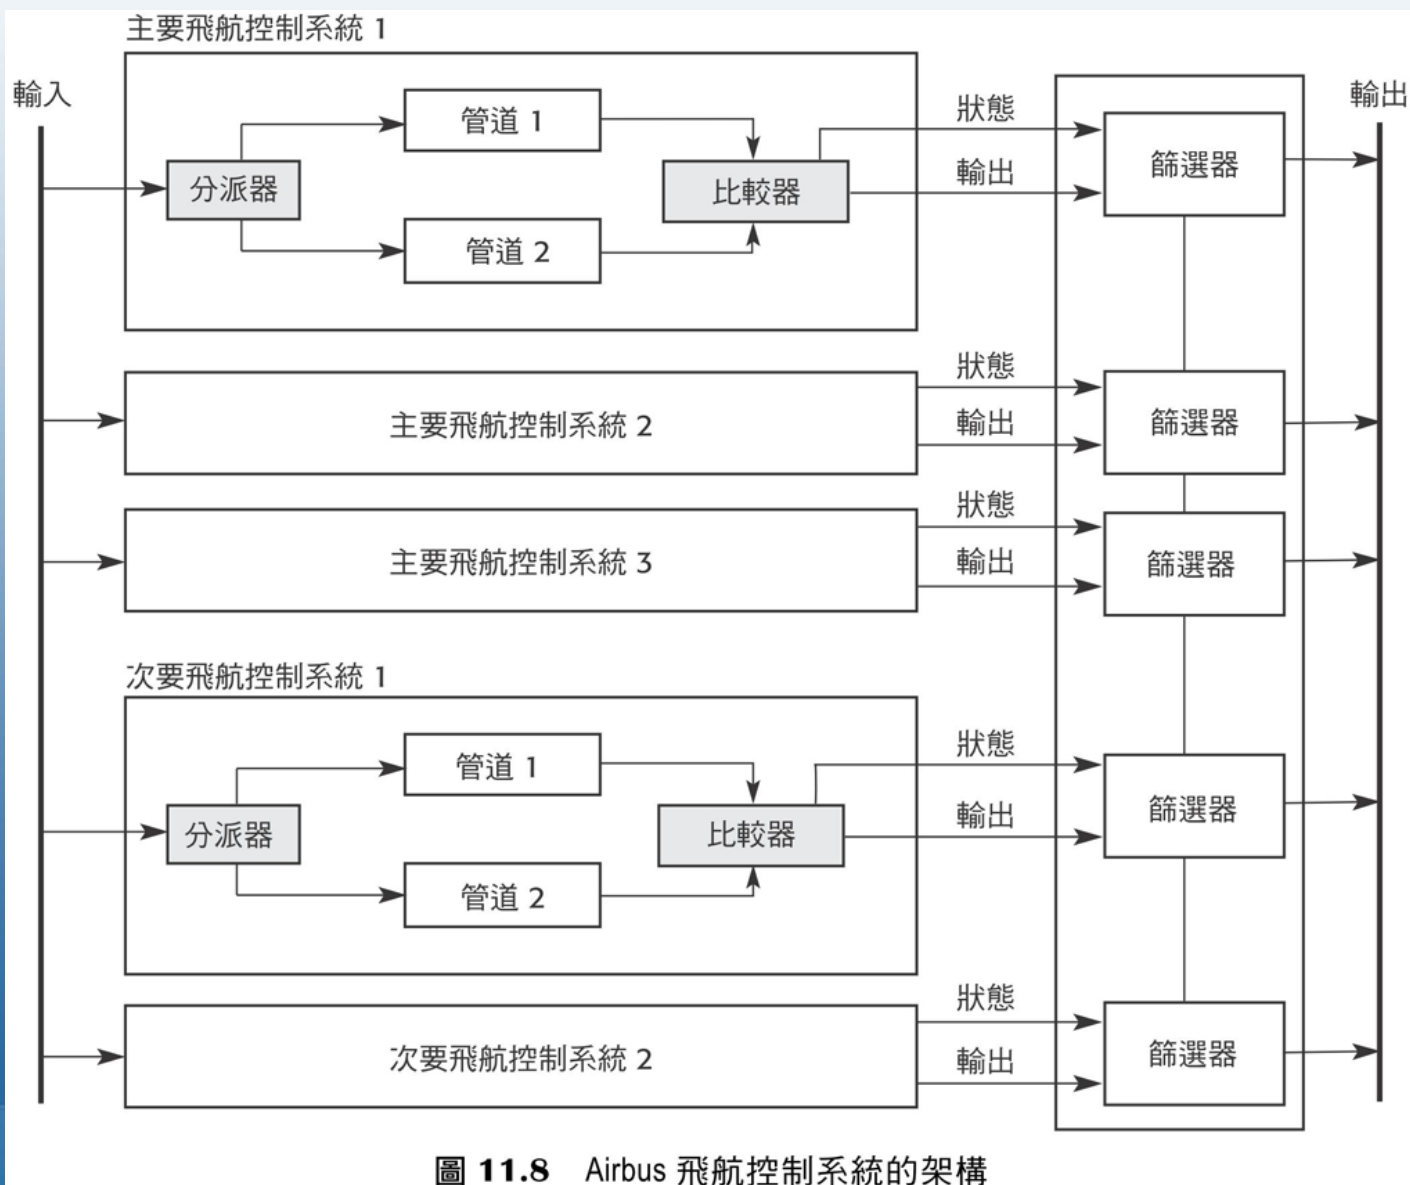 主要飛航控制系統 1
輸入
輸出
管道 1
狀態
分派器
比較器
輸出
篩選器
管道 2
狀態
主要飛航控制系統 2
輸出
篩選器
狀態
主要飛航控制系統 3
輸出
篩選器
次要飛航控制系統 1
管道 1
狀態
分派器
比較器
輸出
篩選器
管道 2
狀態
次要飛航控制系統 2
輸出
篩選器
圖 11.8 Airbus 飛航控制系統的架構